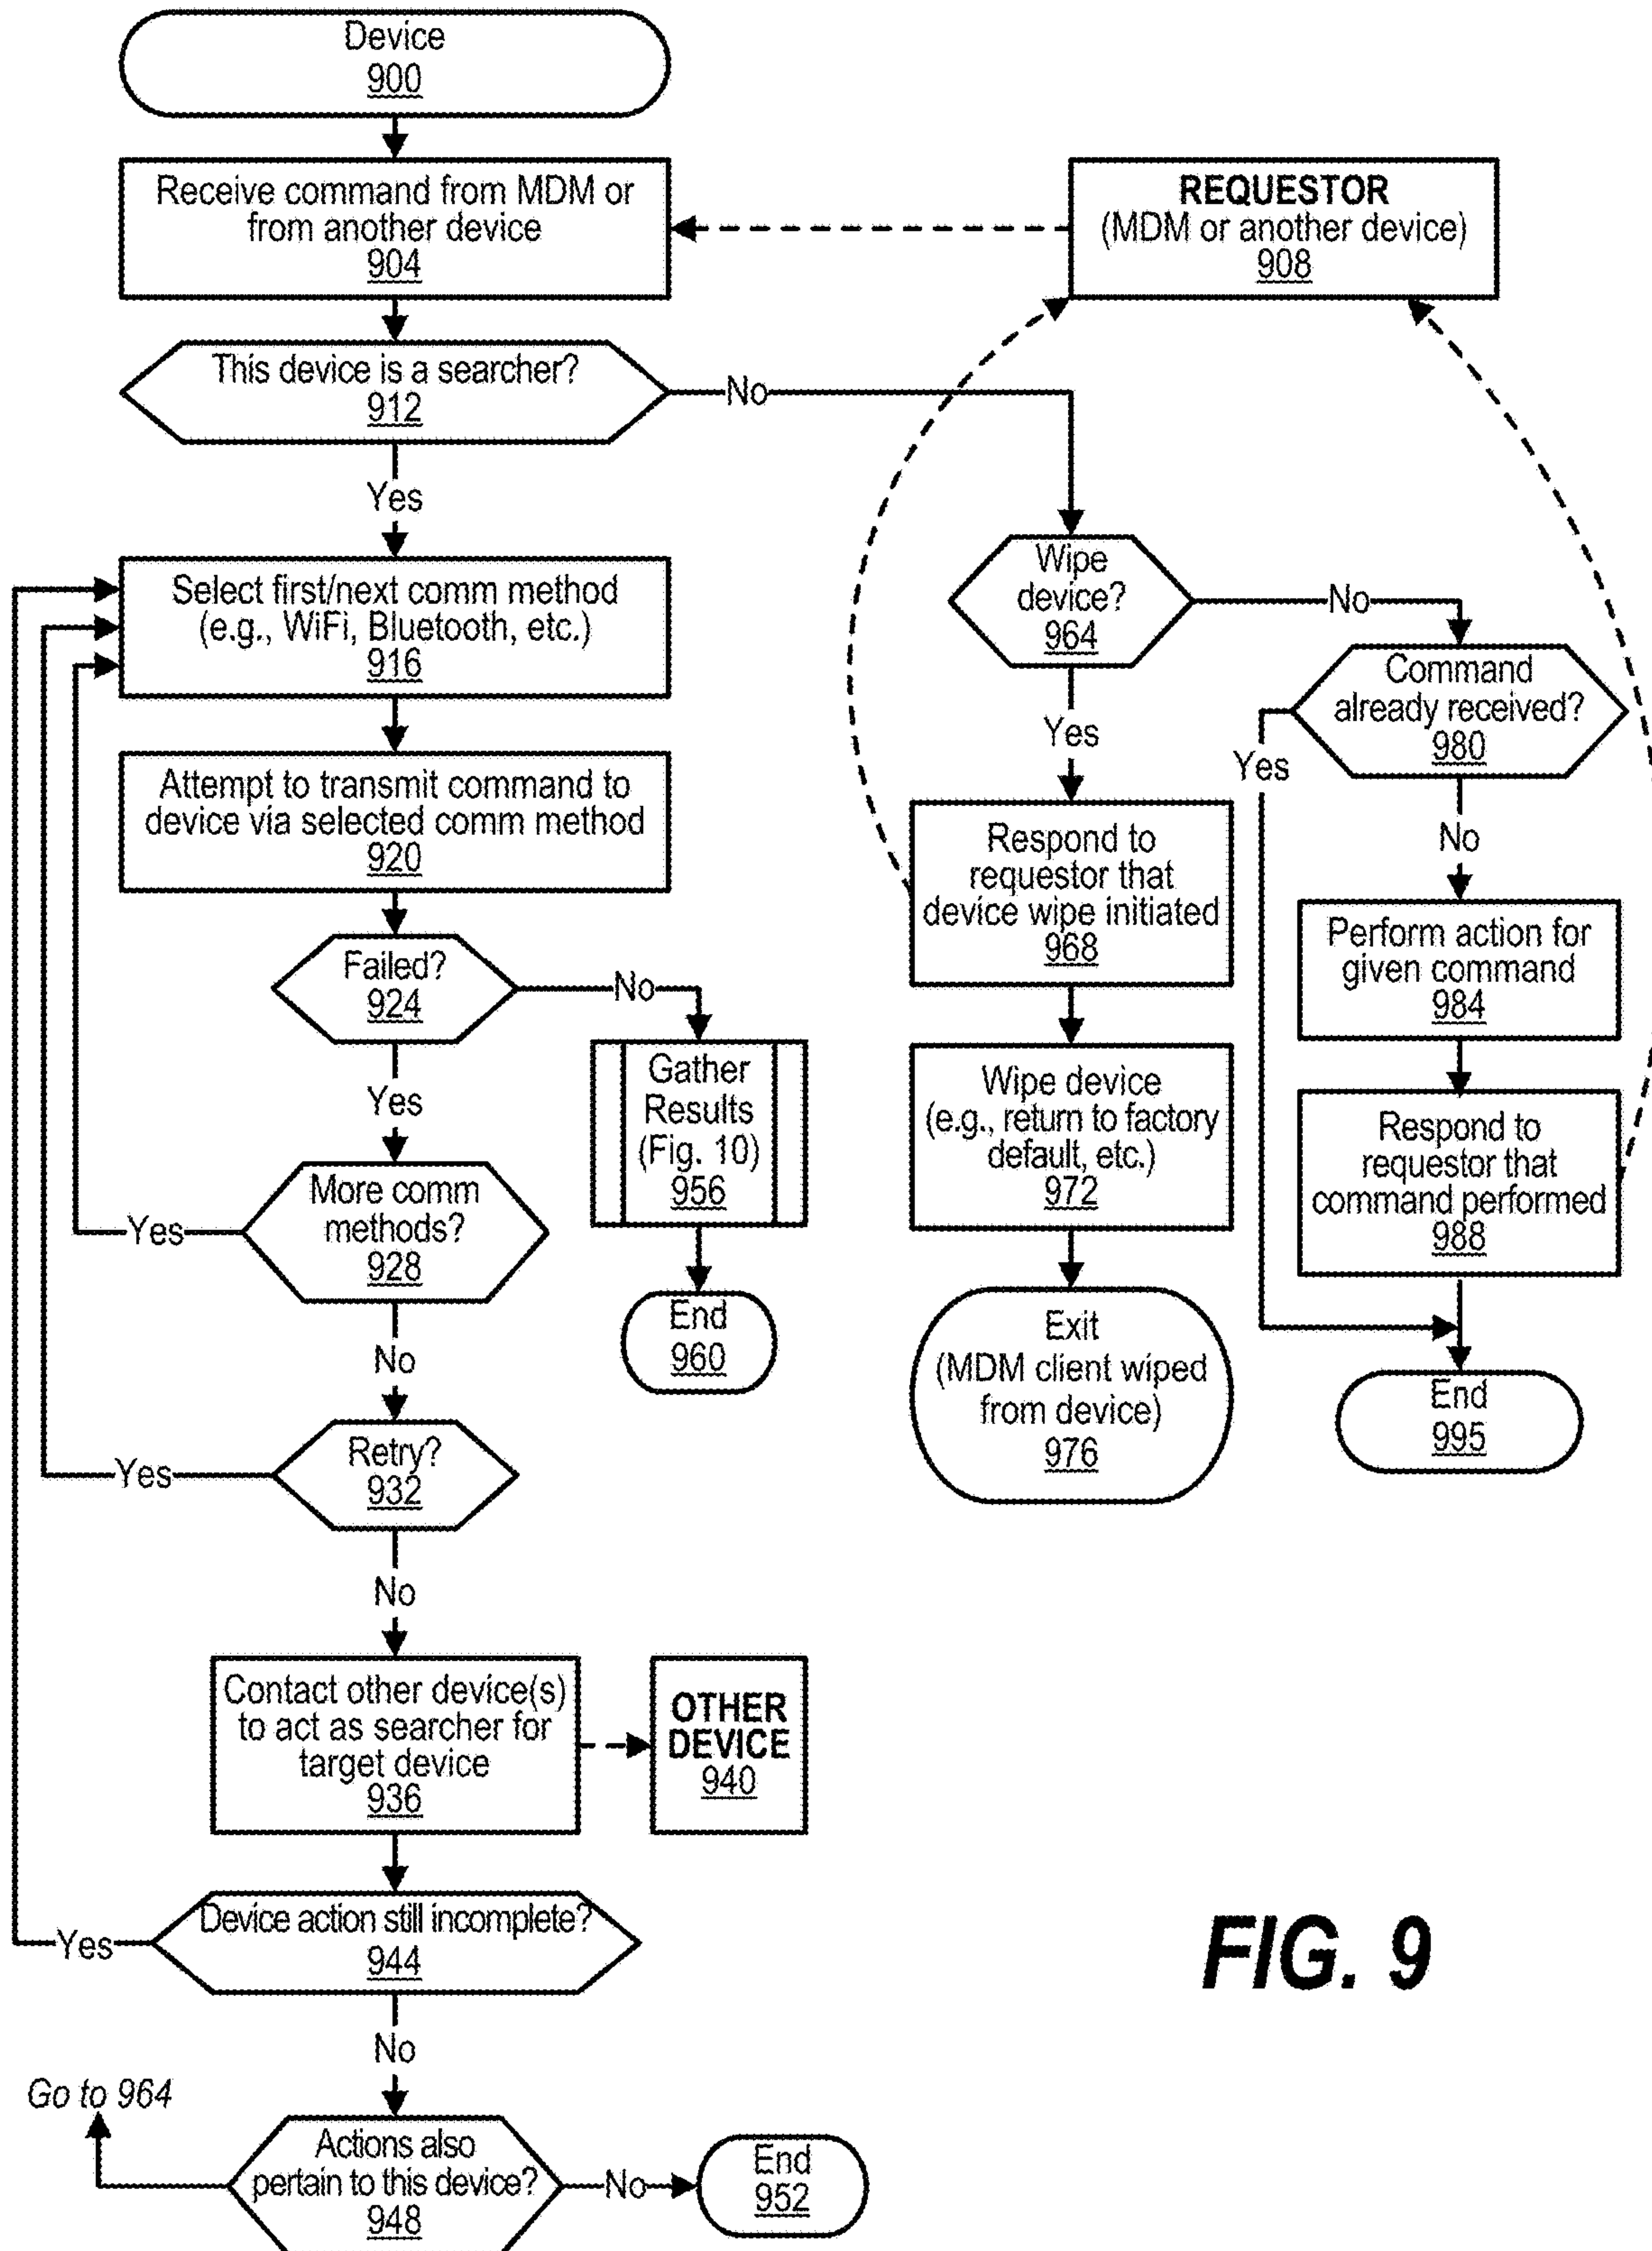 Device
900
Receive command from MDM or
from another device
904
REQUESTOR
(MDM or another device)
908
This device is a searcher?
912
No
Yes
Select first/next comm method
(e.g., WiFi, Bluetooth, etc.)
916
Attempt to transmit command to
device via selected comm method
920
Failed?
924
No
Yes
Gather
Results
(Fig. 10)
956
End
960
More comm
methods?
928
Yes
No
Retry?
932
Yes
No
Contact other device(s)
to act as searcher for
target device
936
OTHER
DEVICE
940
Device action still incomplete?
944
Yes
No
Go to 964
Actions also
pertain to this device?
948
No
End
952
Wipe
device?
964
No
Yes
Respond to
requestor that
device wipe initiated
968
Wipe device
(e.g., return to factory
default, etc.)
972
Exit
(MDM client wiped
from device)
976
Command
already received?
980
Yes
No
Perform action for
given command
984
Respond to
requestor that
command performed
988
End
995
FIG. 9